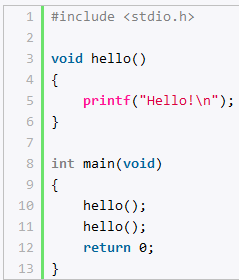 1 #include <stdio.h>
2
3 void hello()
4 {
5     printf("Hello!\n");
6 }
7
8 int main(void)
9 {
10     hello();
11     hello();
12     return 0;
13 }